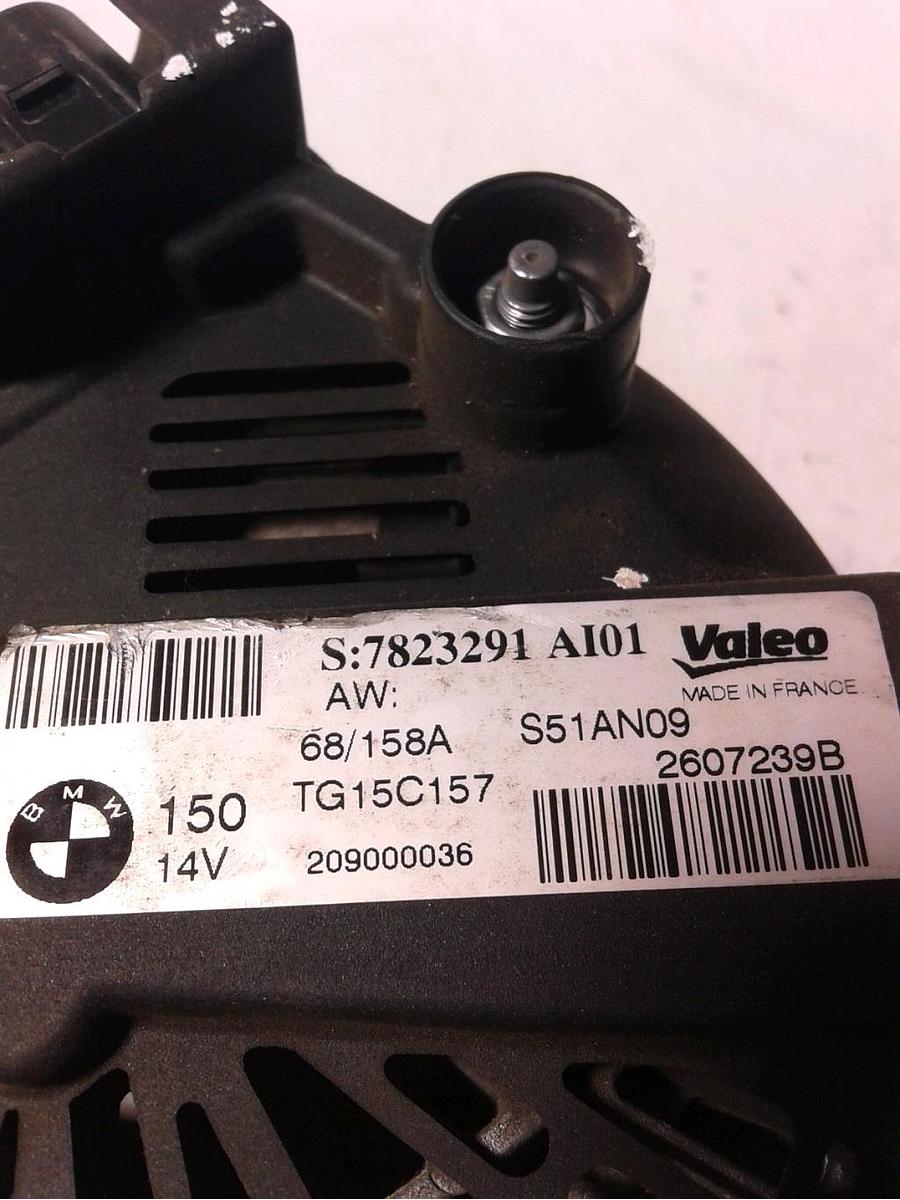 S:7823291 AI01
Valeo
AW:
MADE IN FRANCE
68/158A
S51AN09
2607239B
BMW
150
TG15C157
14V
209000036